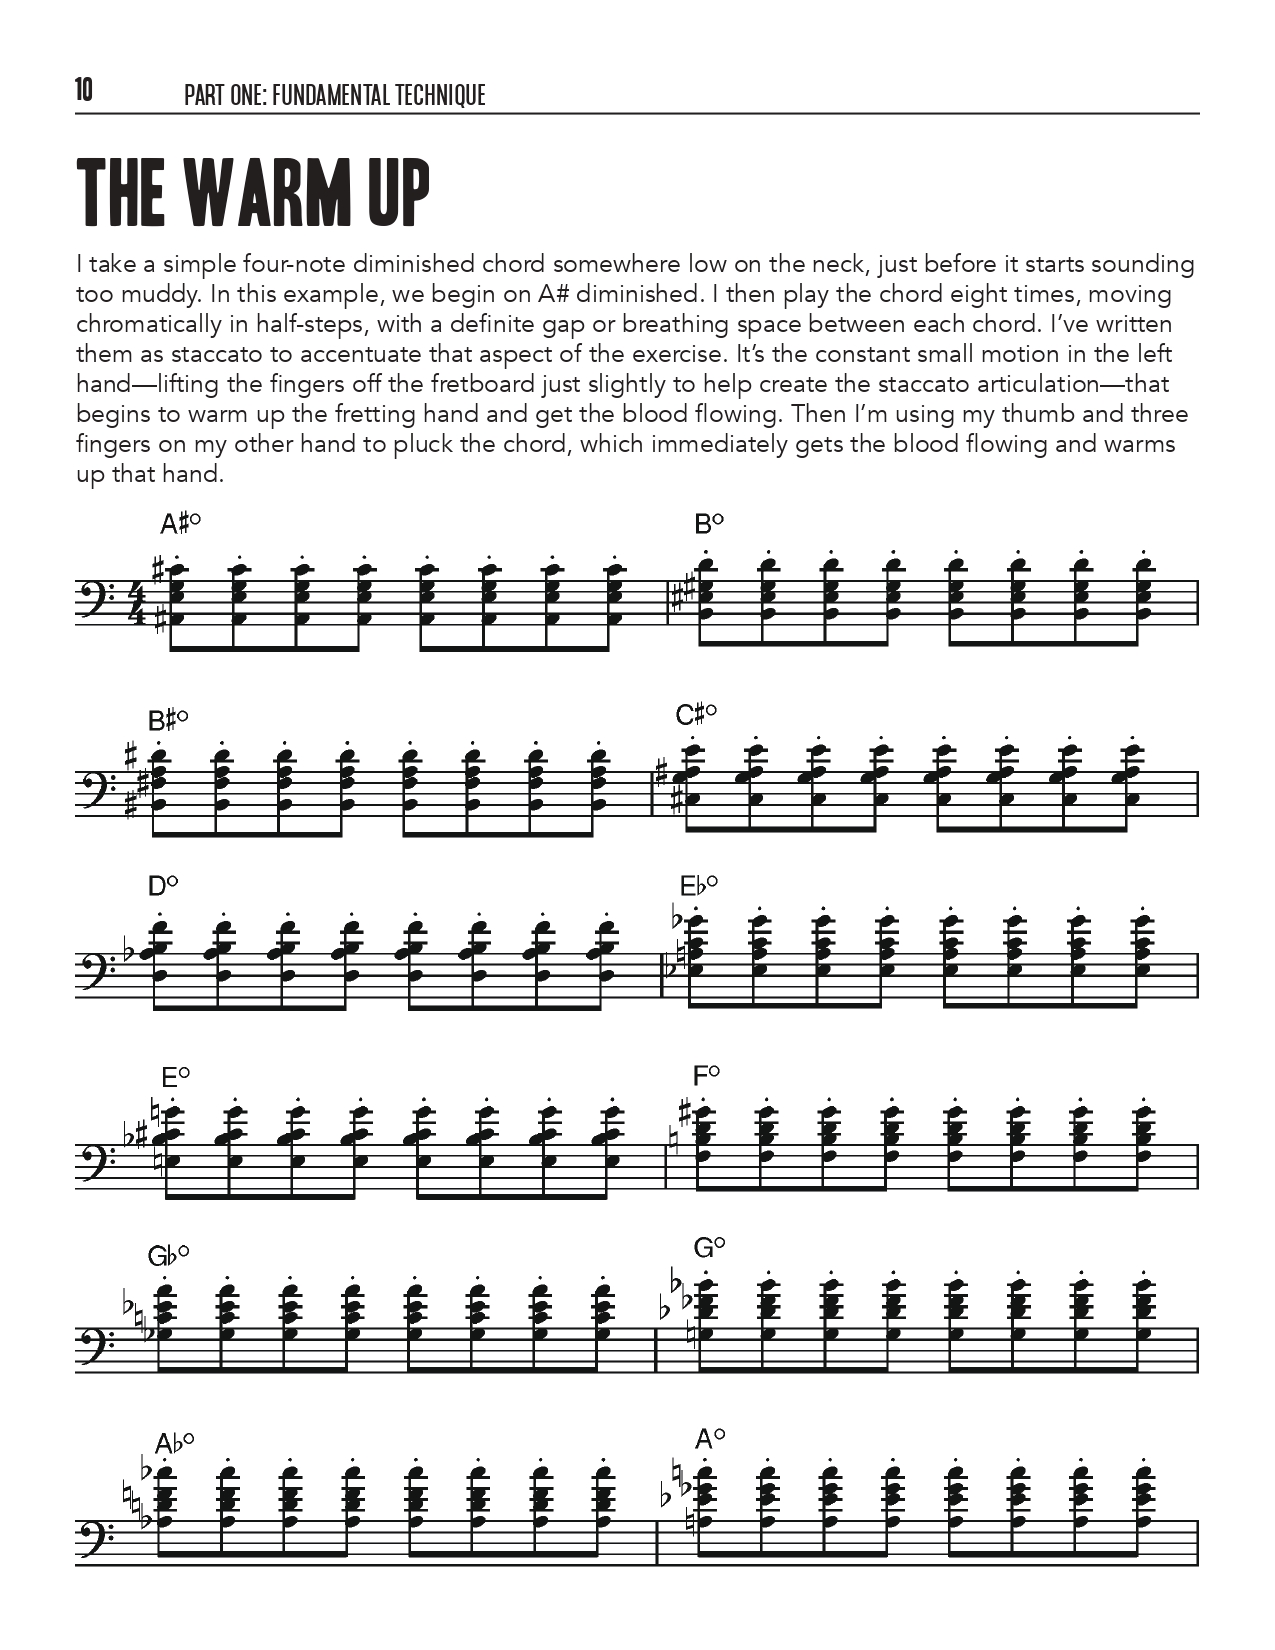 10 PART ONE: FUNDAMENTAL TECHNIQUE
THE WARM UP
I take a simple four-note diminished chord somewhere low on the neck, just before it starts sounding
too muddy. In this example, we begin on A# diminished. I then play the chord eight times, moving
chromatically in half-steps, with a definite gap or breathing space between each chord. I’ve written
them as staccato to accentuate that aspect of the exercise. It’s the constant small motion in the left
hand—lifting the fingers off the fretboard just slightly to help create the staccato articulation—that
begins to warm up the fretting hand and get the blood flowing. Then I’m using my thumb and three
fingers on my other hand to pluck the chord, which immediately gets the blood flowing and warms
up that hand.
A♯° B°
4
4
B♯° C♯°
D° E♭°
E° F°
G♭° G°
A♭° A°